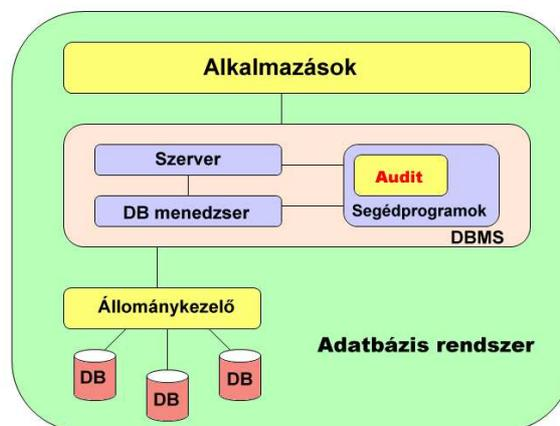 Alkalmazások
Szerver
Audit
DB menedzser
Segédprogramok
DBMS
Állománykezelő
Adatbázis rendszer
DB
DB
DB